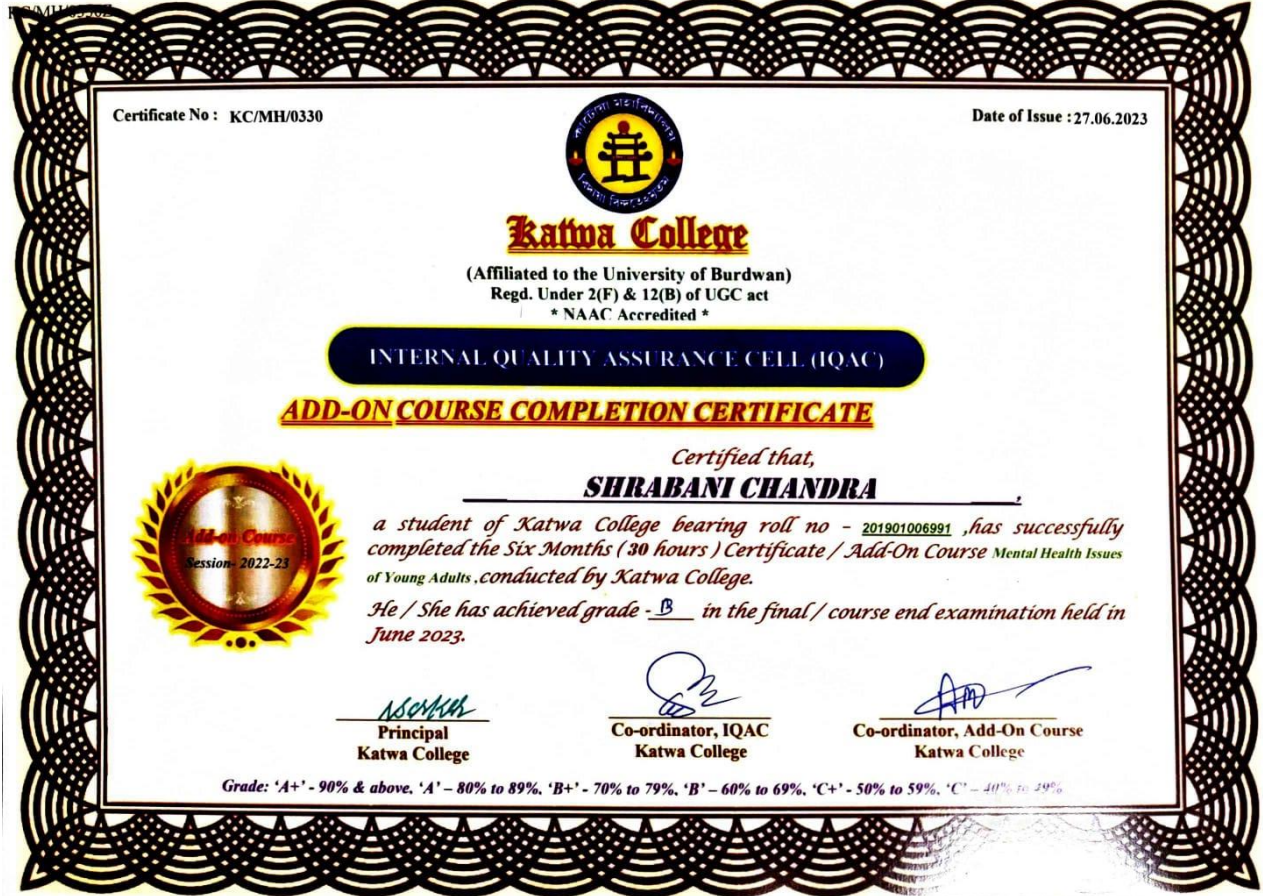 Certificate No : KC/MH/0330
Date of Issue : 27.06.2023
Katwa College
(Affiliated to the University of Burdwan)
Regd. Under 2(F) & 12(B) of UGC act
* NAAC Accredited *
INTERNAL QUALITY ASSURANCE CELL (IQAC)
ADD-ON COURSE COMPLETION CERTIFICATE
Certified that,
SHRABANI CHANDRA,
Add-on Course
Session- 2022-23
a student of Katwa College bearing roll no - 201901006991 ,has successfully
completed the Six Months ( 30 hours ) Certificate / Add-On Course Mental Health Issues
of Young Adults ,conducted by Katwa College.
He / She has achieved grade - B in the final / course end examination held in
June 2023.
Principal
Katwa College
Co-ordinator, IQAC
Katwa College
Co-ordinator, Add-On Course
Katwa College
Grade: ‘A+’ - 90% & above, ‘A’ – 80% to 89%, ‘B+’ - 70% to 79%, ‘B’ – 60% to 69%, ‘C+’ - 50% to 59%, ‘C’ – 40% to 49%